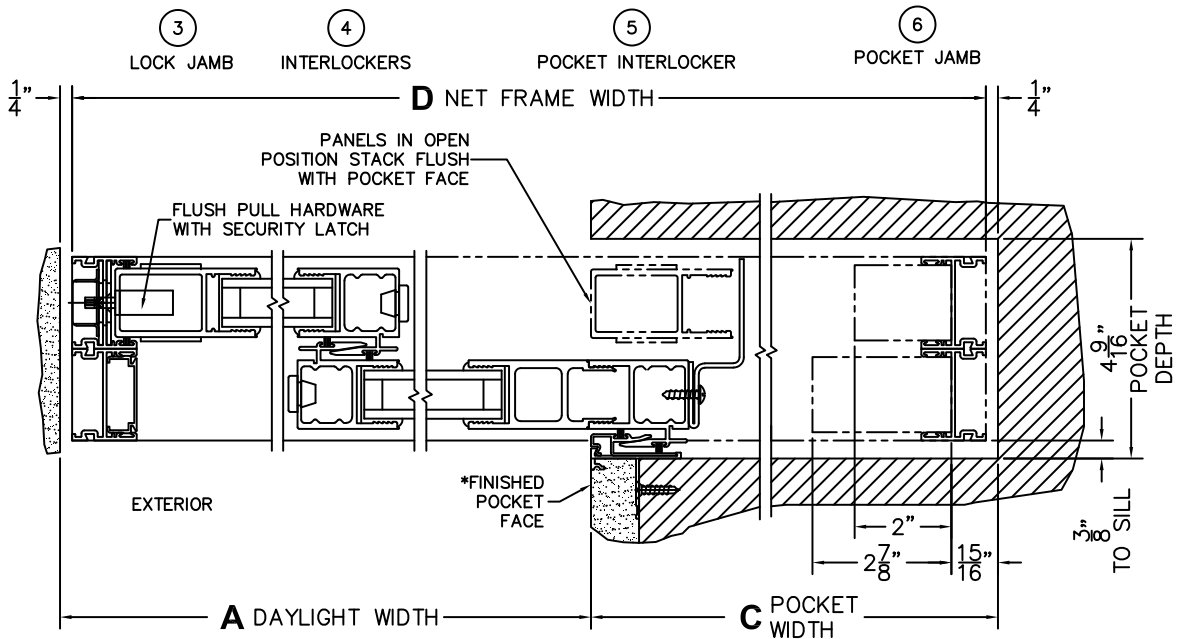 3
LOCK JAMB
4
INTERLOCKERS
5
POCKET INTERLOCKER
6
POCKET JAMB
1/4"
D NET FRAME WIDTH
1/4"
PANELS IN OPEN
POSITION STACK FLUSH
WITH POCKET FACE
FLUSH PULL HARDWARE
WITH SECURITY LATCH
4 9/16"
POCKET
DEPTH
EXTERIOR
*FINISHED
POCKET
FACE
3/8"
TO SILL
2"
2 7/8"
15/16"
A DAYLIGHT WIDTH
C POCKET
WIDTH